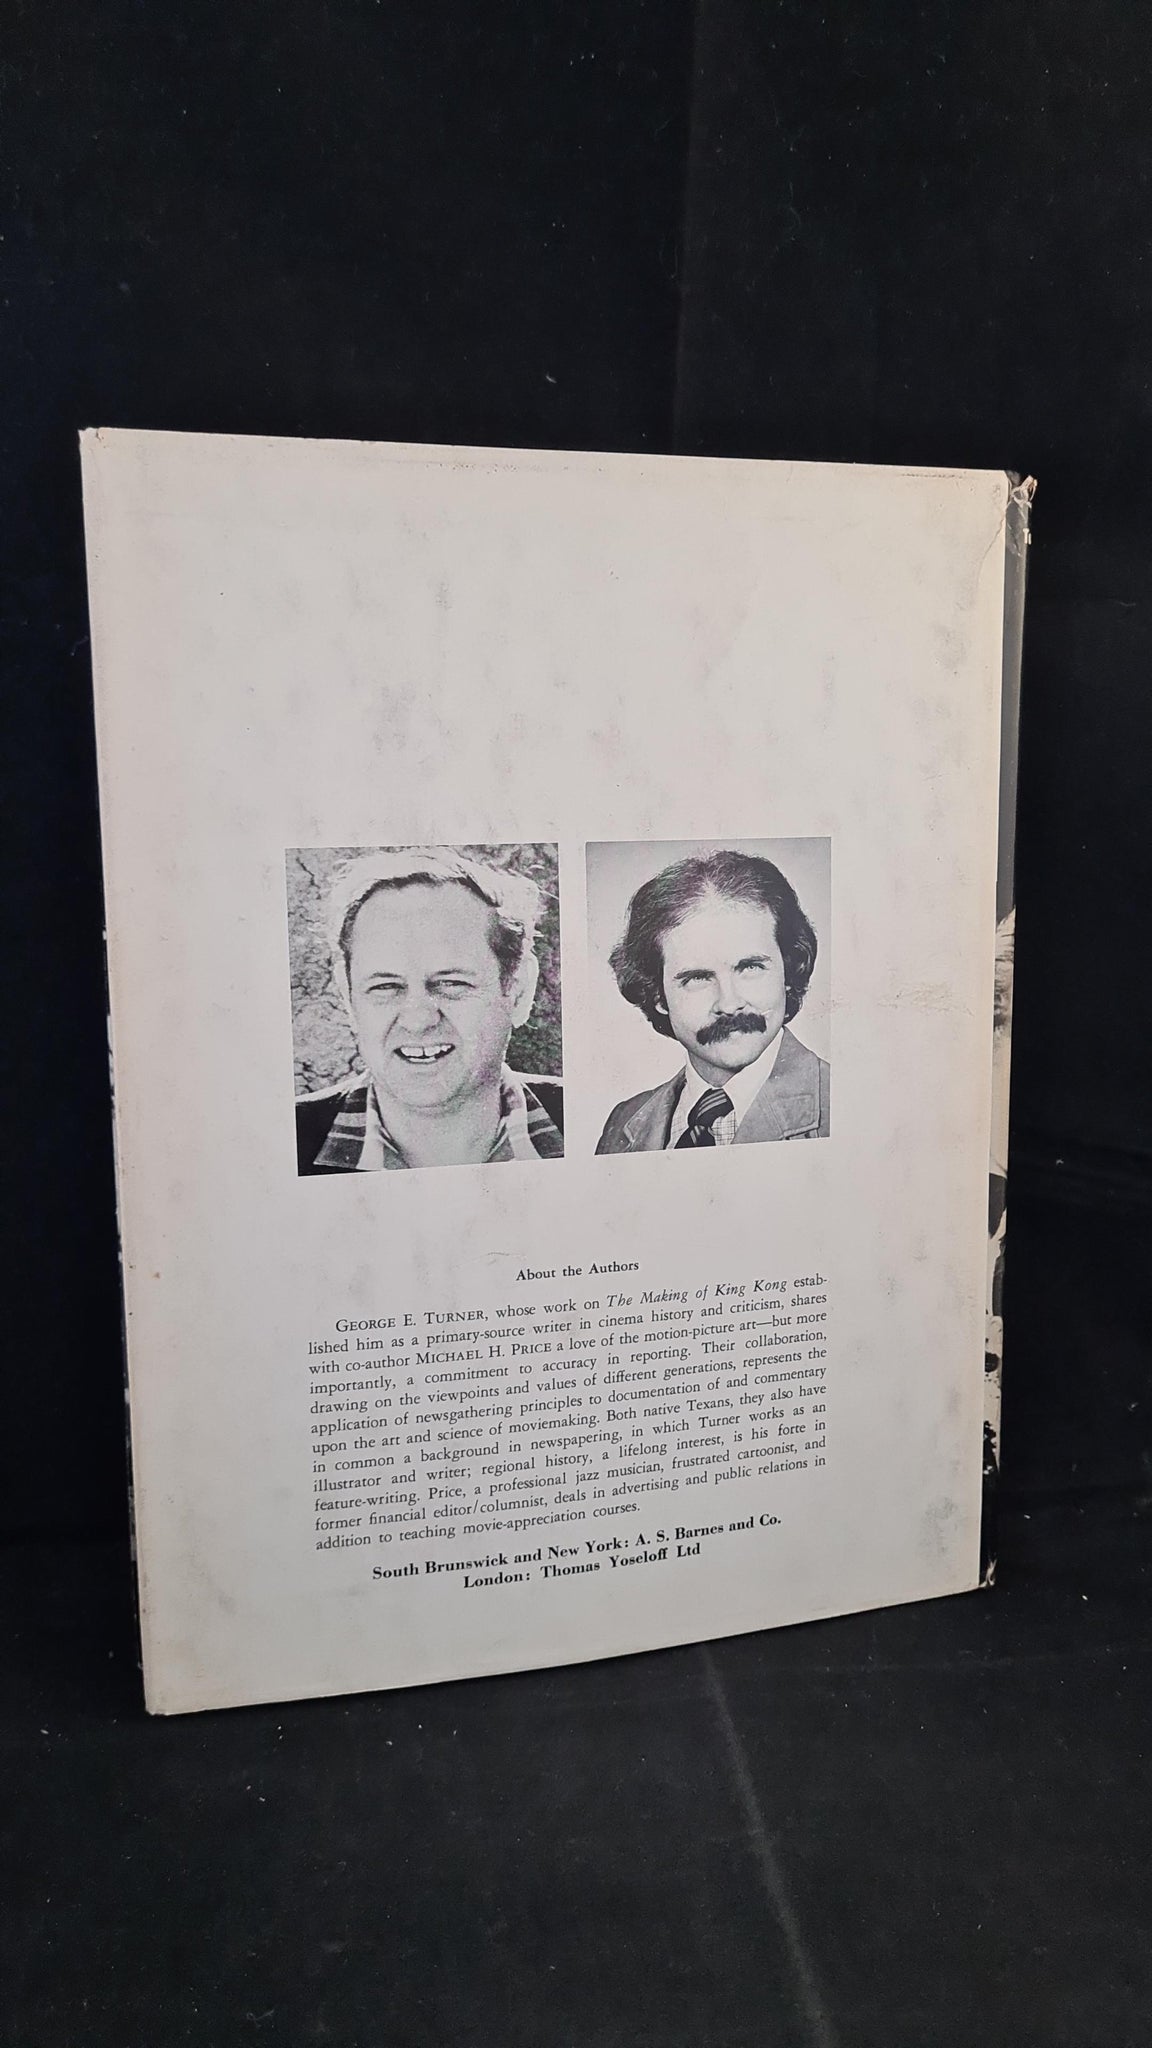 About the Authors
GEORGE E. TURNER, whose work on The Making of King Kong estab-
lished him as a primary-source writer in cinema history and criticism, shares
with co-author MICHAEL H. PRICE a love of the motion-picture art—but more
importantly, a commitment to accuracy in reporting. Their collaboration,
drawing on the viewpoints and values of different generations, represents the
application of newsgathering principles to documentation of and commentary
upon the art and science of moviemaking. Both native Texans, they also have
in common a background in newspapering, in which Turner works as an
illustrator and writer; regional history, a lifelong interest, is his forte in
feature-writing. Price, a professional jazz musician, frustrated cartoonist, and
former financial editor/columnist, deals in advertising and public relations in
addition to teaching movie-appreciation courses.
South Brunswick and New York: A. S. Barnes and Co.
London: Thomas Yoseloff Ltd